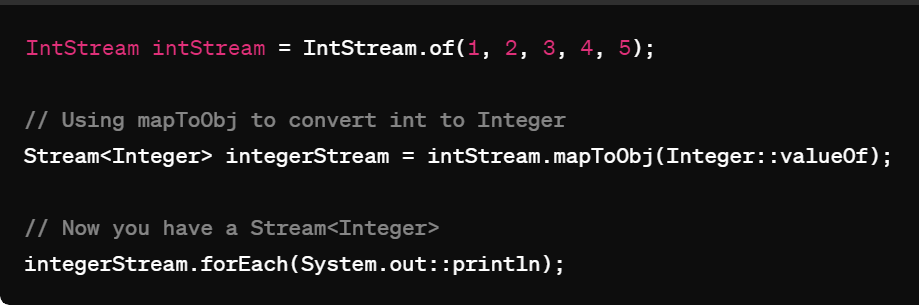 IntStream intStream = IntStream.of(1, 2, 3, 4, 5);
// Using mapToObj to convert int to Integer
Stream<Integer> integerStream = intStream.mapToObj(Integer::valueOf);
// Now you have a Stream<Integer>
integerStream.forEach(System.out::println);